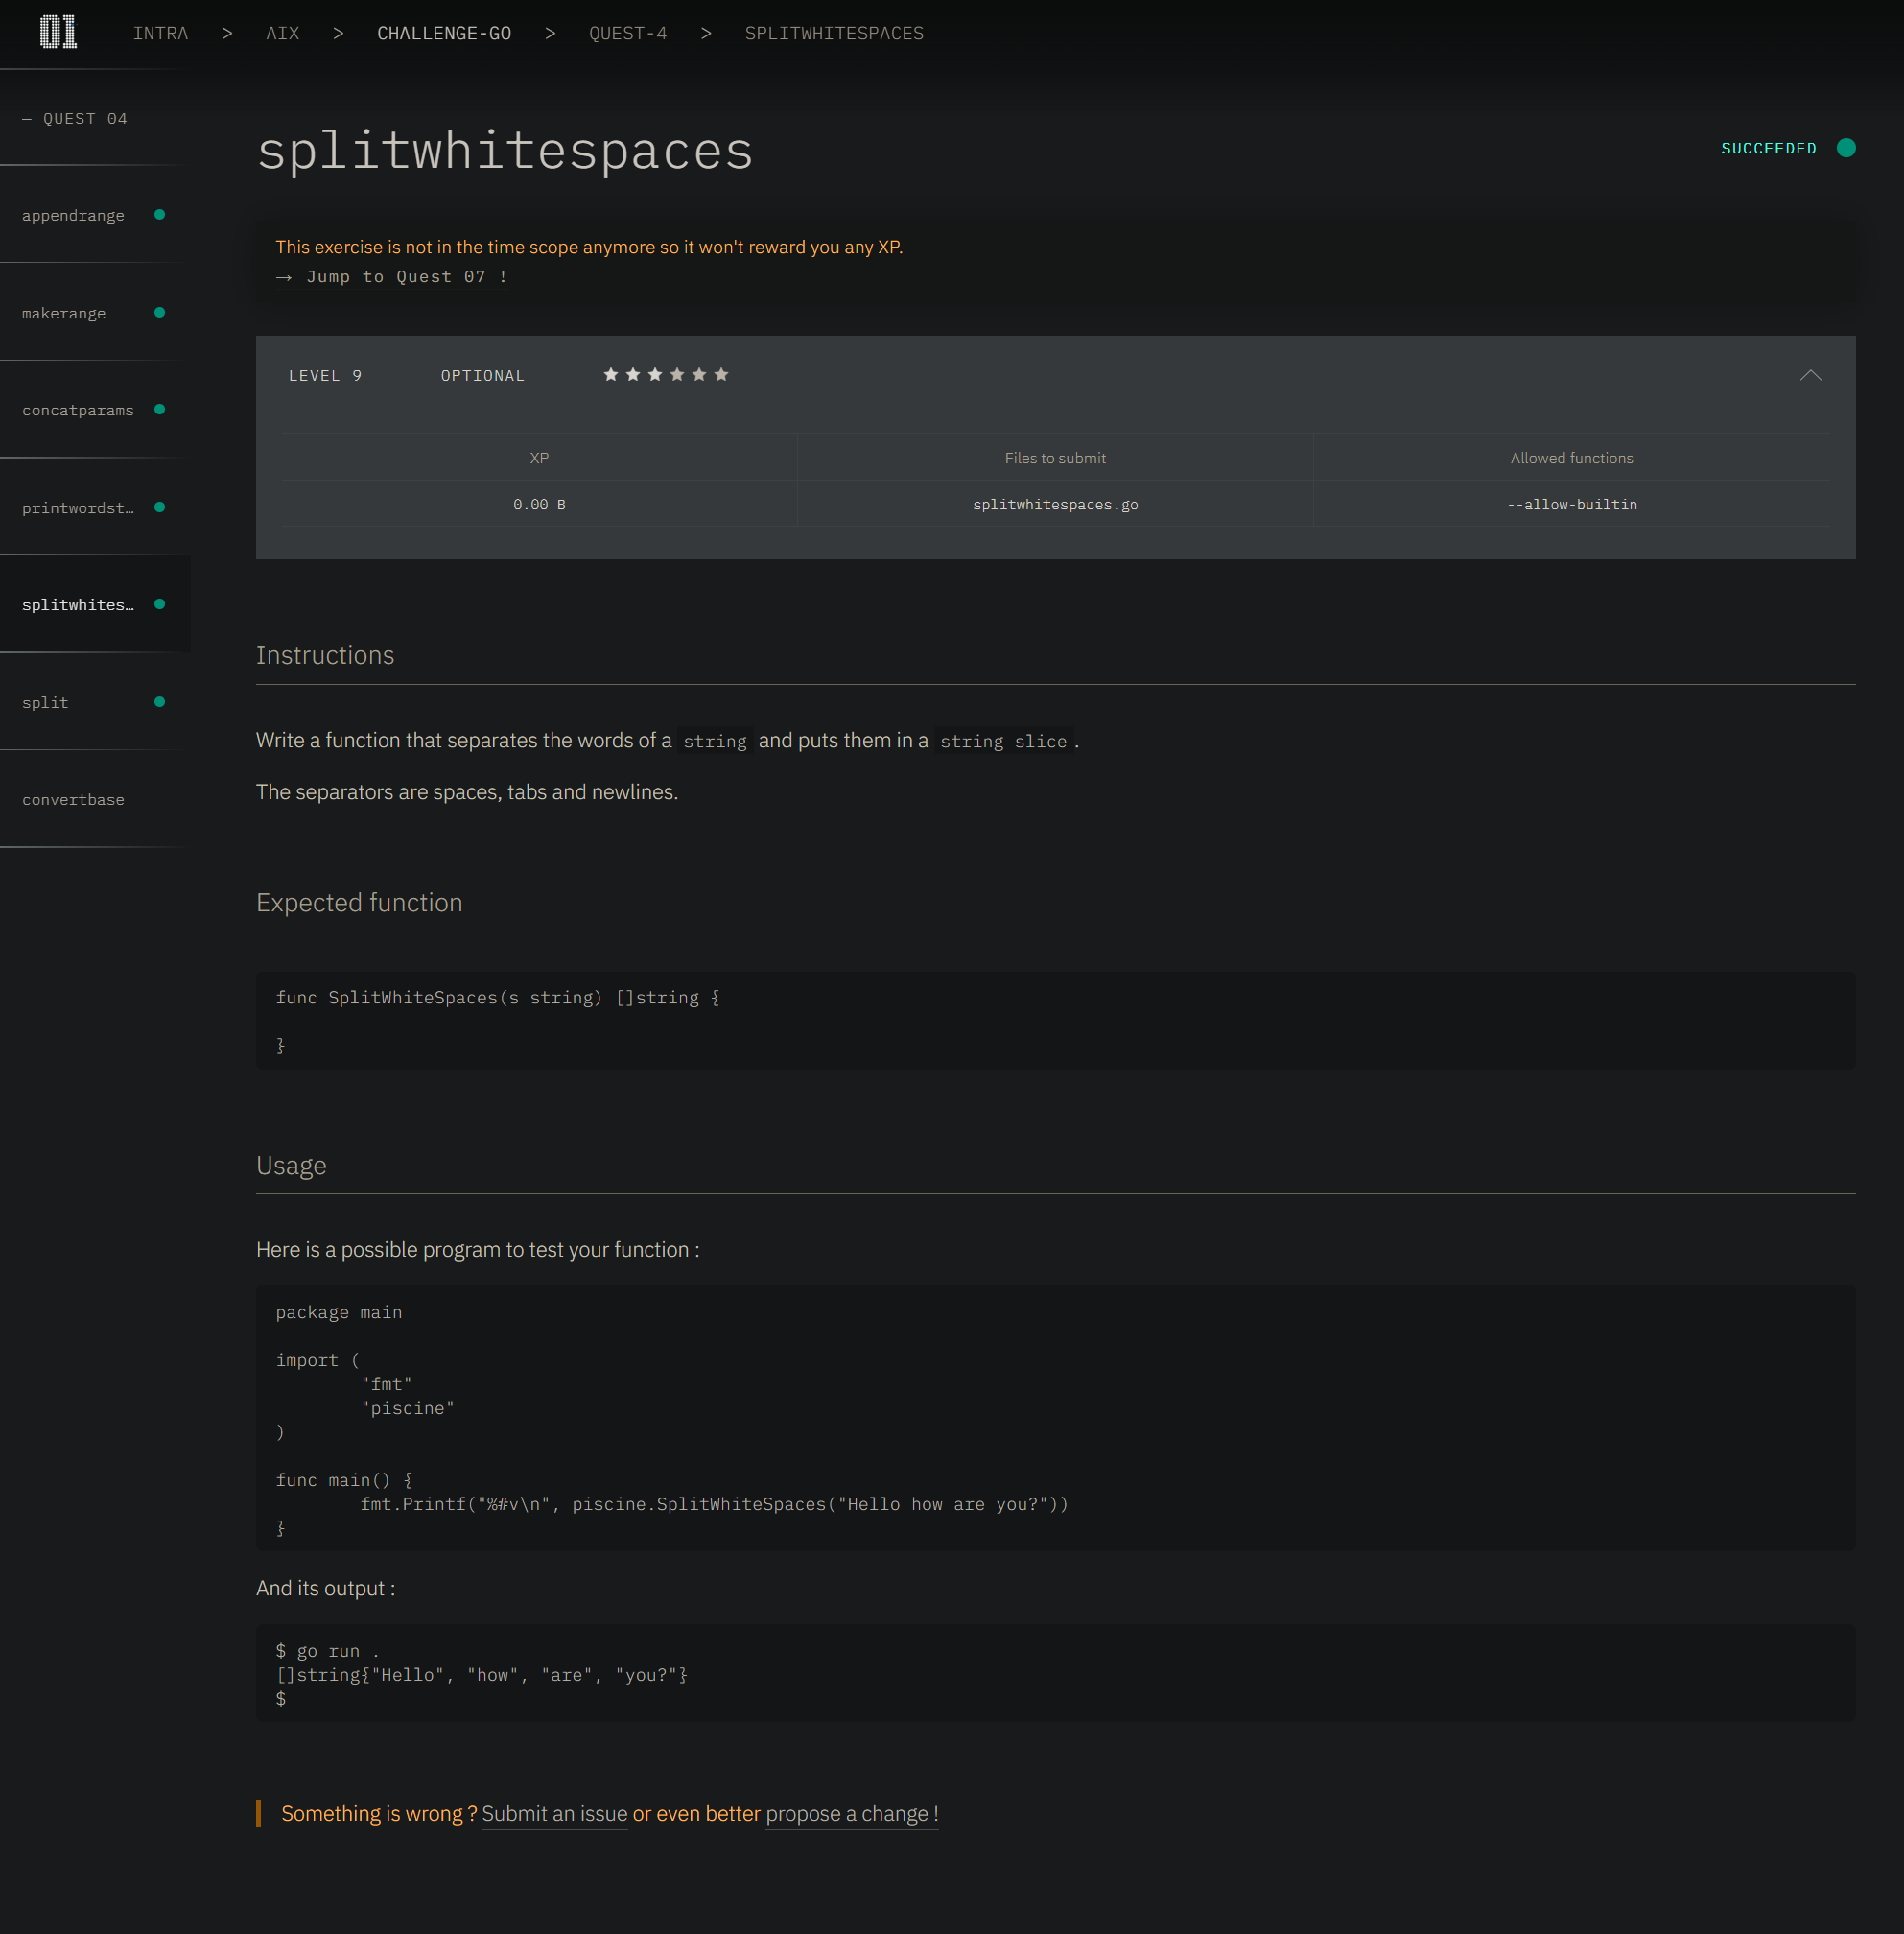 01 INTRA > AIX > CHALLENGE-GO > QUEST-4 > SPLITWHITESPACES
— QUEST 04
appendrange
makerange
concatparams
printwordst…
splitwhites…
split
convertbase
splitwhitespaces
SUCCEEDED
This exercise is not in the time scope anymore so it won't reward you any XP.
→ Jump to Quest 07 !
LEVEL 9 OPTIONAL ★★★★★★
XP Files to submit Allowed functions
0.00 B splitwhitespaces.go --allow-builtin
Instructions
Write a function that separates the words of a string and puts them in a string slice.
The separators are spaces, tabs and newlines.
Expected function
func SplitWhiteSpaces(s string) []string {
}
Usage
Here is a possible program to test your function :
package main
import (
"fmt"
"piscine"
)
func main() {
fmt.Printf("%#v\n", piscine.SplitWhiteSpaces("Hello how are you?"))
}
And its output :
$ go run .
[]string{"Hello", "how", "are", "you?"}
$
Something is wrong ? Submit an issue or even better propose a change !